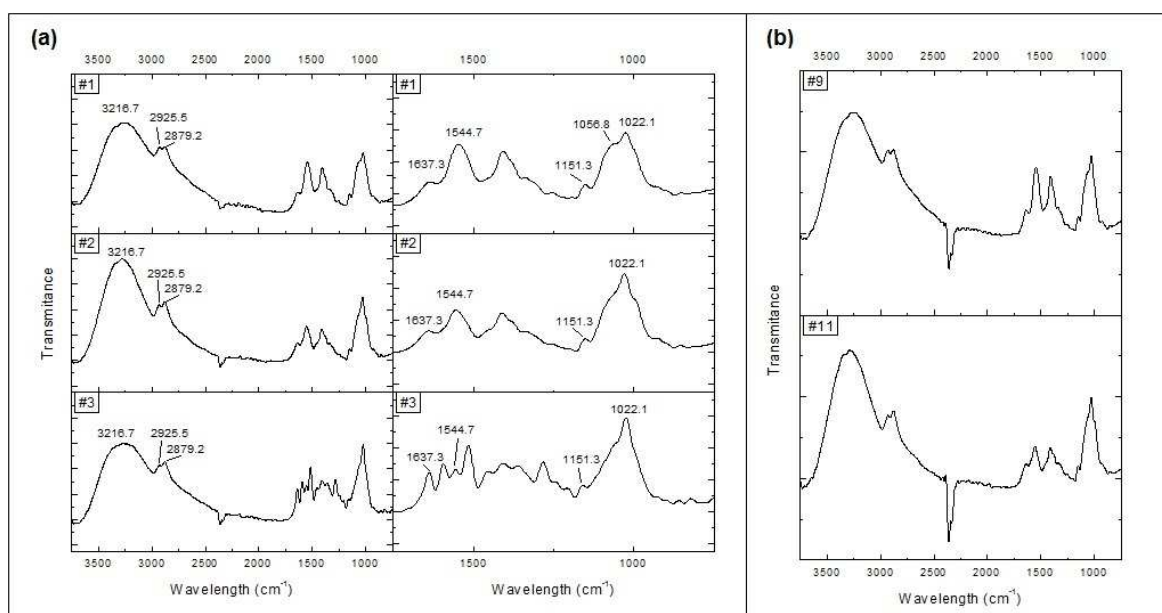 (a)
3500 3000 2500 2000 1500 1000
1500 1000
#1
3216.7
2925.5
2879.2
#1
1637.3
1544.7
1151.3
1056.8
1022.1
#2
3216.7
2925.5
2879.2
#2
1637.3
1544.7
1151.3
1022.1
#3
3216.7
2925.5
2879.2
#3
1637.3
1544.7
1151.3
1022.1
Transmitance
3500 3000 2500 2000 1500 1000
1500 1000
Wavelength (cm⁻¹)
Wavelength (cm⁻¹)
(b)
3500 3000 2500 2000 1500 1000
#9
#11
Transmitance
3500 3000 2500 2000 1500 1000
Wavelength (cm⁻¹)